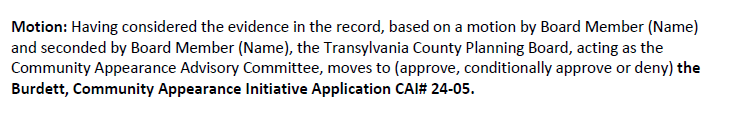 Motion: Having considered the evidence in the record, based on a motion by Board Member (Name)
and seconded by Board Member (Name), the Transylvania County Planning Board, acting as the
Community Appearance Advisory Committee, moves to (approve, conditionally approve or deny) the
Burdett, Community Appearance Initiative Application CAI# 24-05.